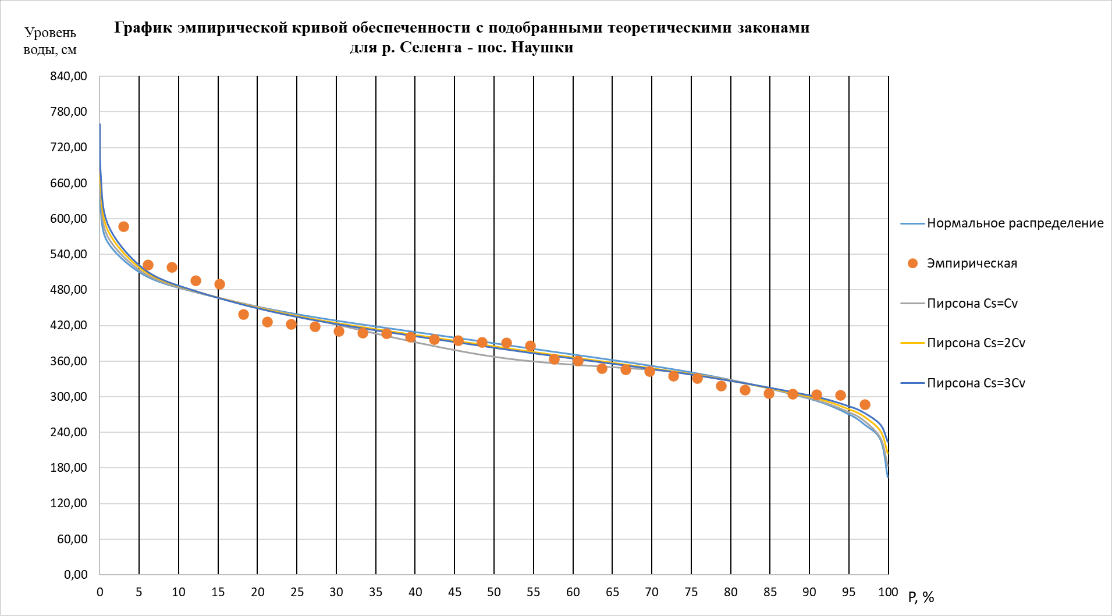 График эмпирической кривой обеспеченности с подобранными теоретическими законами
для р. Селенга - пос. Наушки
Уровень
воды, см
840,00
780,00
720,00
660,00
600,00
540,00
480,00
420,00
360,00
300,00
240,00
180,00
120,00
60,00
0,00
0 5 10 15 20 25 30 35 40 45 50 55 60 65 70 75 80 85 90 95 100
P, %
Нормальное распределение
Эмпирическая
Пирсона Cs=Cv
Пирсона Cs=2Cv
Пирсона Cs=3Cv